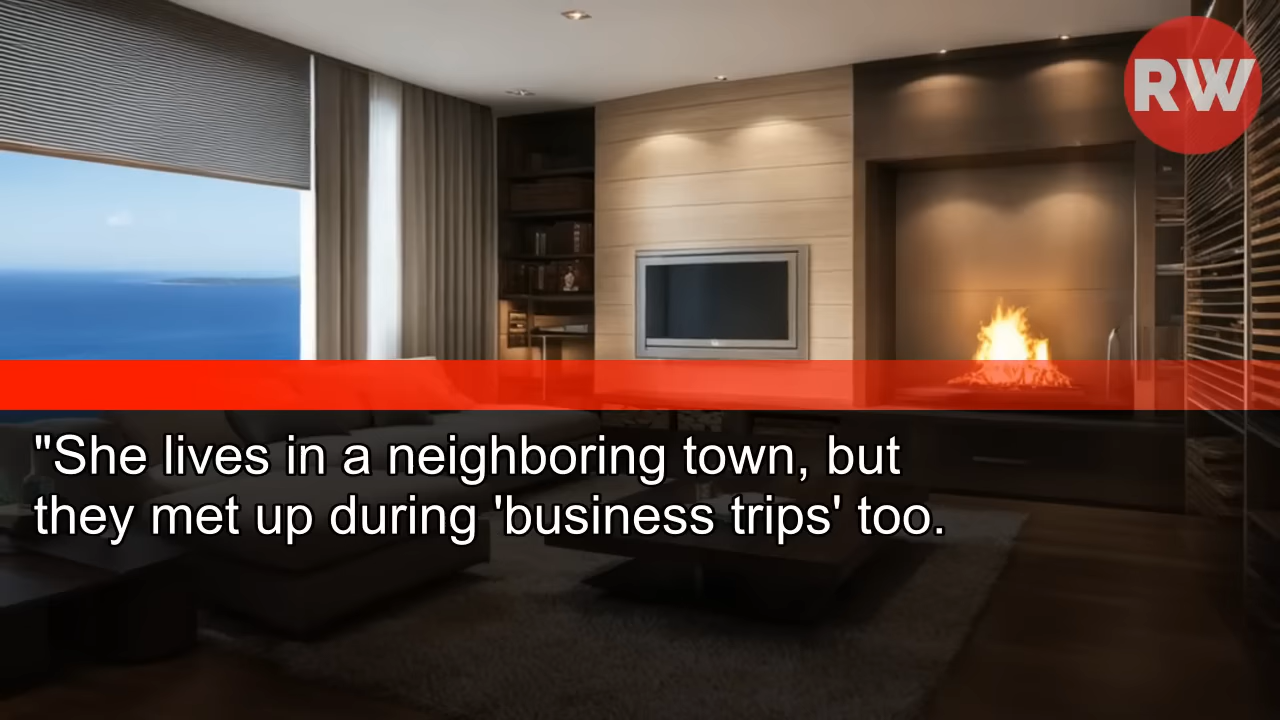 RW
"She lives in a neighboring town, but
they met up during 'business trips' too.